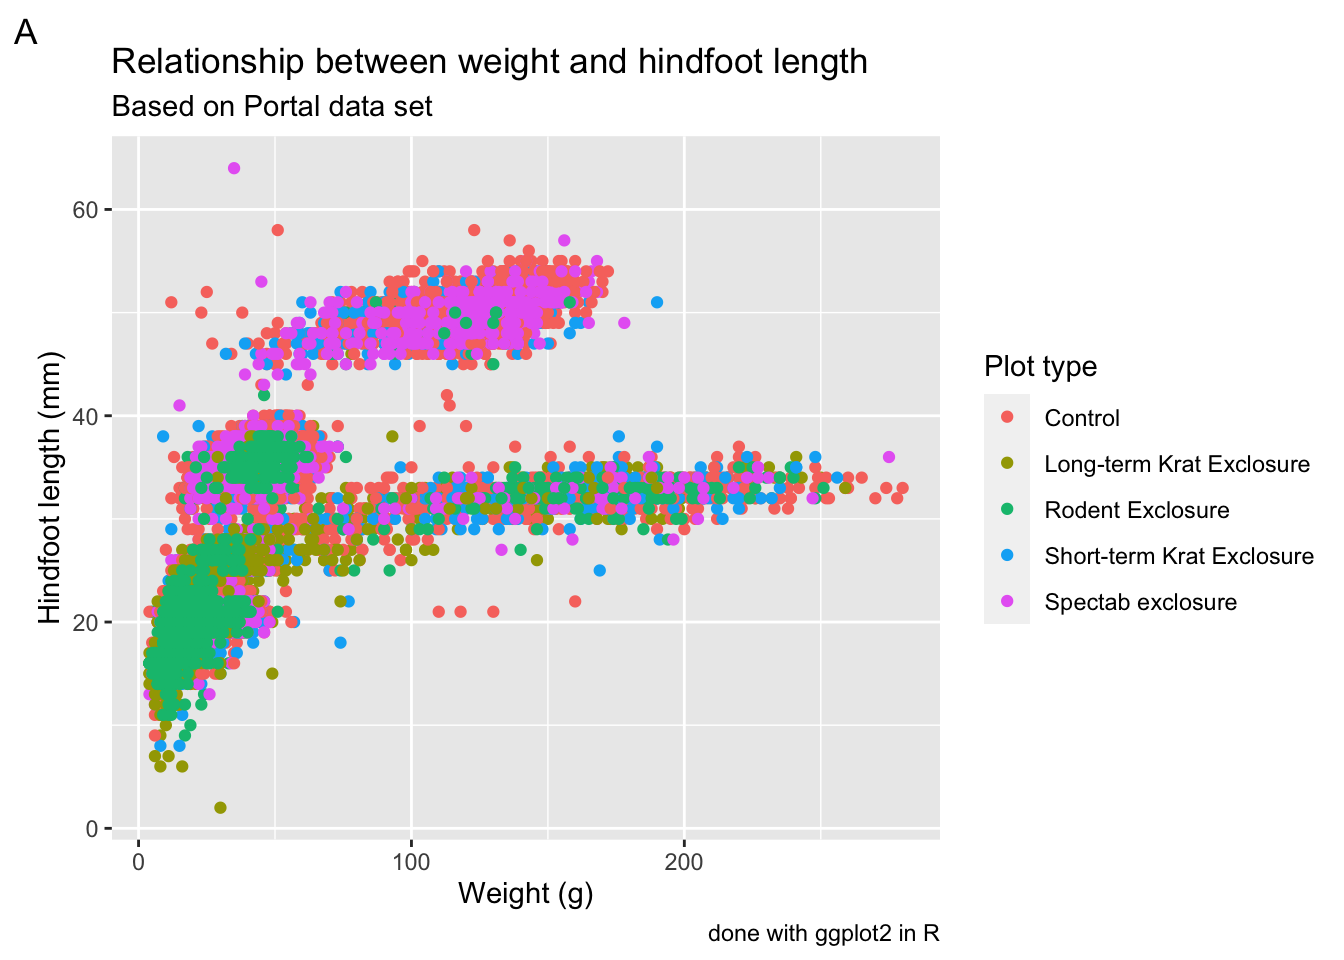 A
Relationship between weight and hindfoot length
Based on Portal data set
60
40
20
0
Hindfoot length (mm)
0 100 200
Weight (g)
Plot type
Control
Long-term Krat Exclosure
Rodent Exclosure
Short-term Krat Exclosure
Spectab exclosure
done with ggplot2 in R